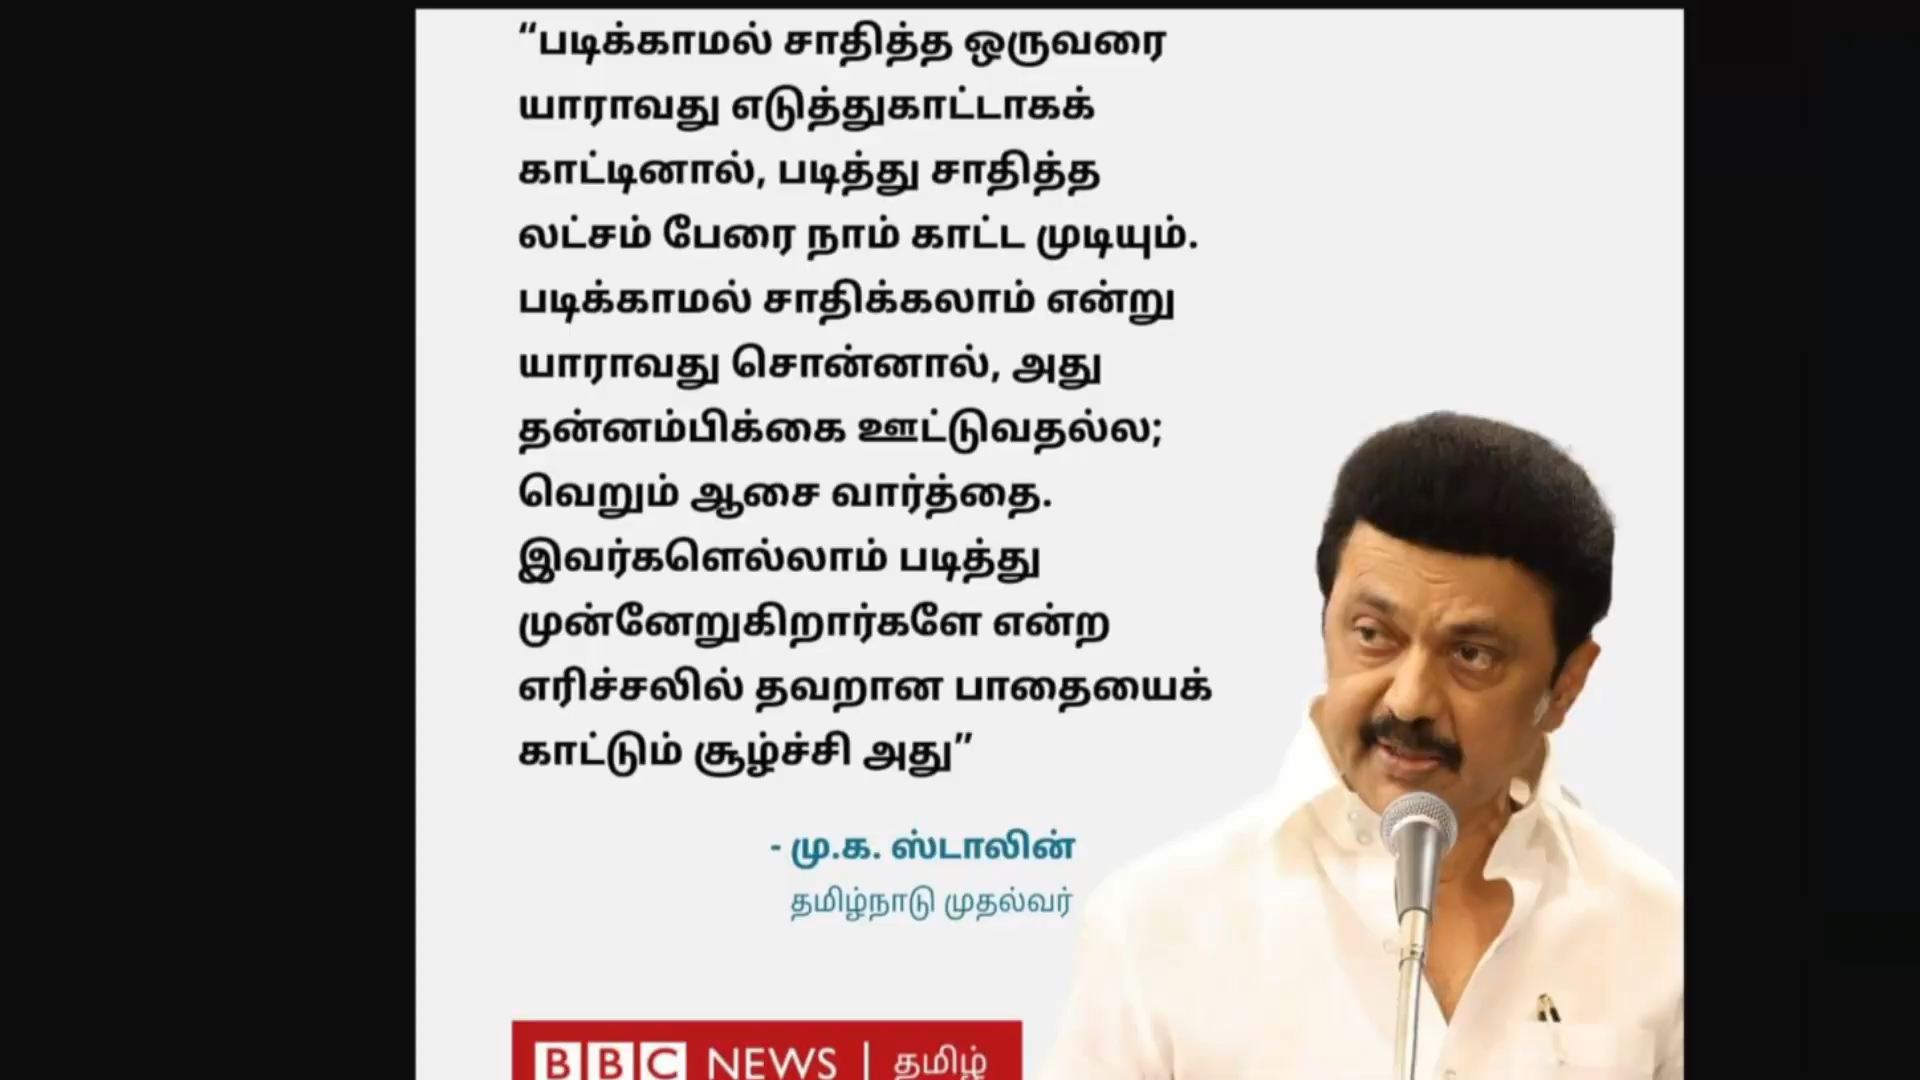 “படிக்காமல் சாதித்த ஒருவரை
யாராவது எடுத்துகாட்டாகக்
காட்டினால், படித்து சாதித்த
லட்சம் பேரை நாம் காட்ட முடியும்.
படிக்காமல் சாதிக்கலாம் என்று
யாராவது சொன்னால், அது
தன்னம்பிக்கை ஊட்டுவதல்ல;
வெறும் ஆசை வார்த்தை.
இவர்களெல்லாம் படித்து
முன்னேறுகிறார்களே என்ற
எரிச்சலில் தவறான பாதையைக்
காட்டும் சூழ்ச்சி அது”
- மு.க. ஸ்டாலின்
தமிழ்நாடு முதல்வர்
BBC NEWS | தமிழ்